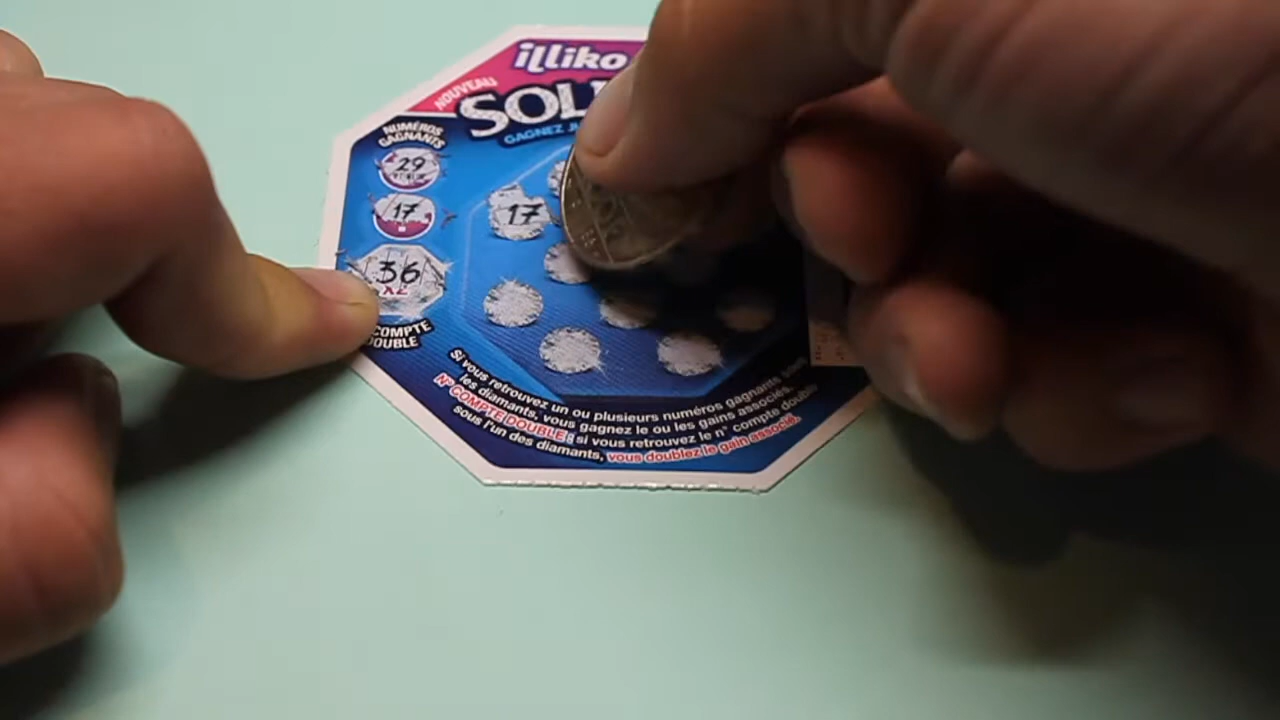 illiko
NOUVEAU
NUMÉROS
GAGNANTS
29
17
36
X2
COMPTE
DOUBLE
17
GAGNEZ
Si vous retrouvez un ou plusieurs numéros gagnants sous
les diamants, vous gagnez le ou les gains associés.
N° COMPTE DOUBLE : si vous retrouvez le n° compte double
sous l'un des diamants, vous doublez le gain associé.